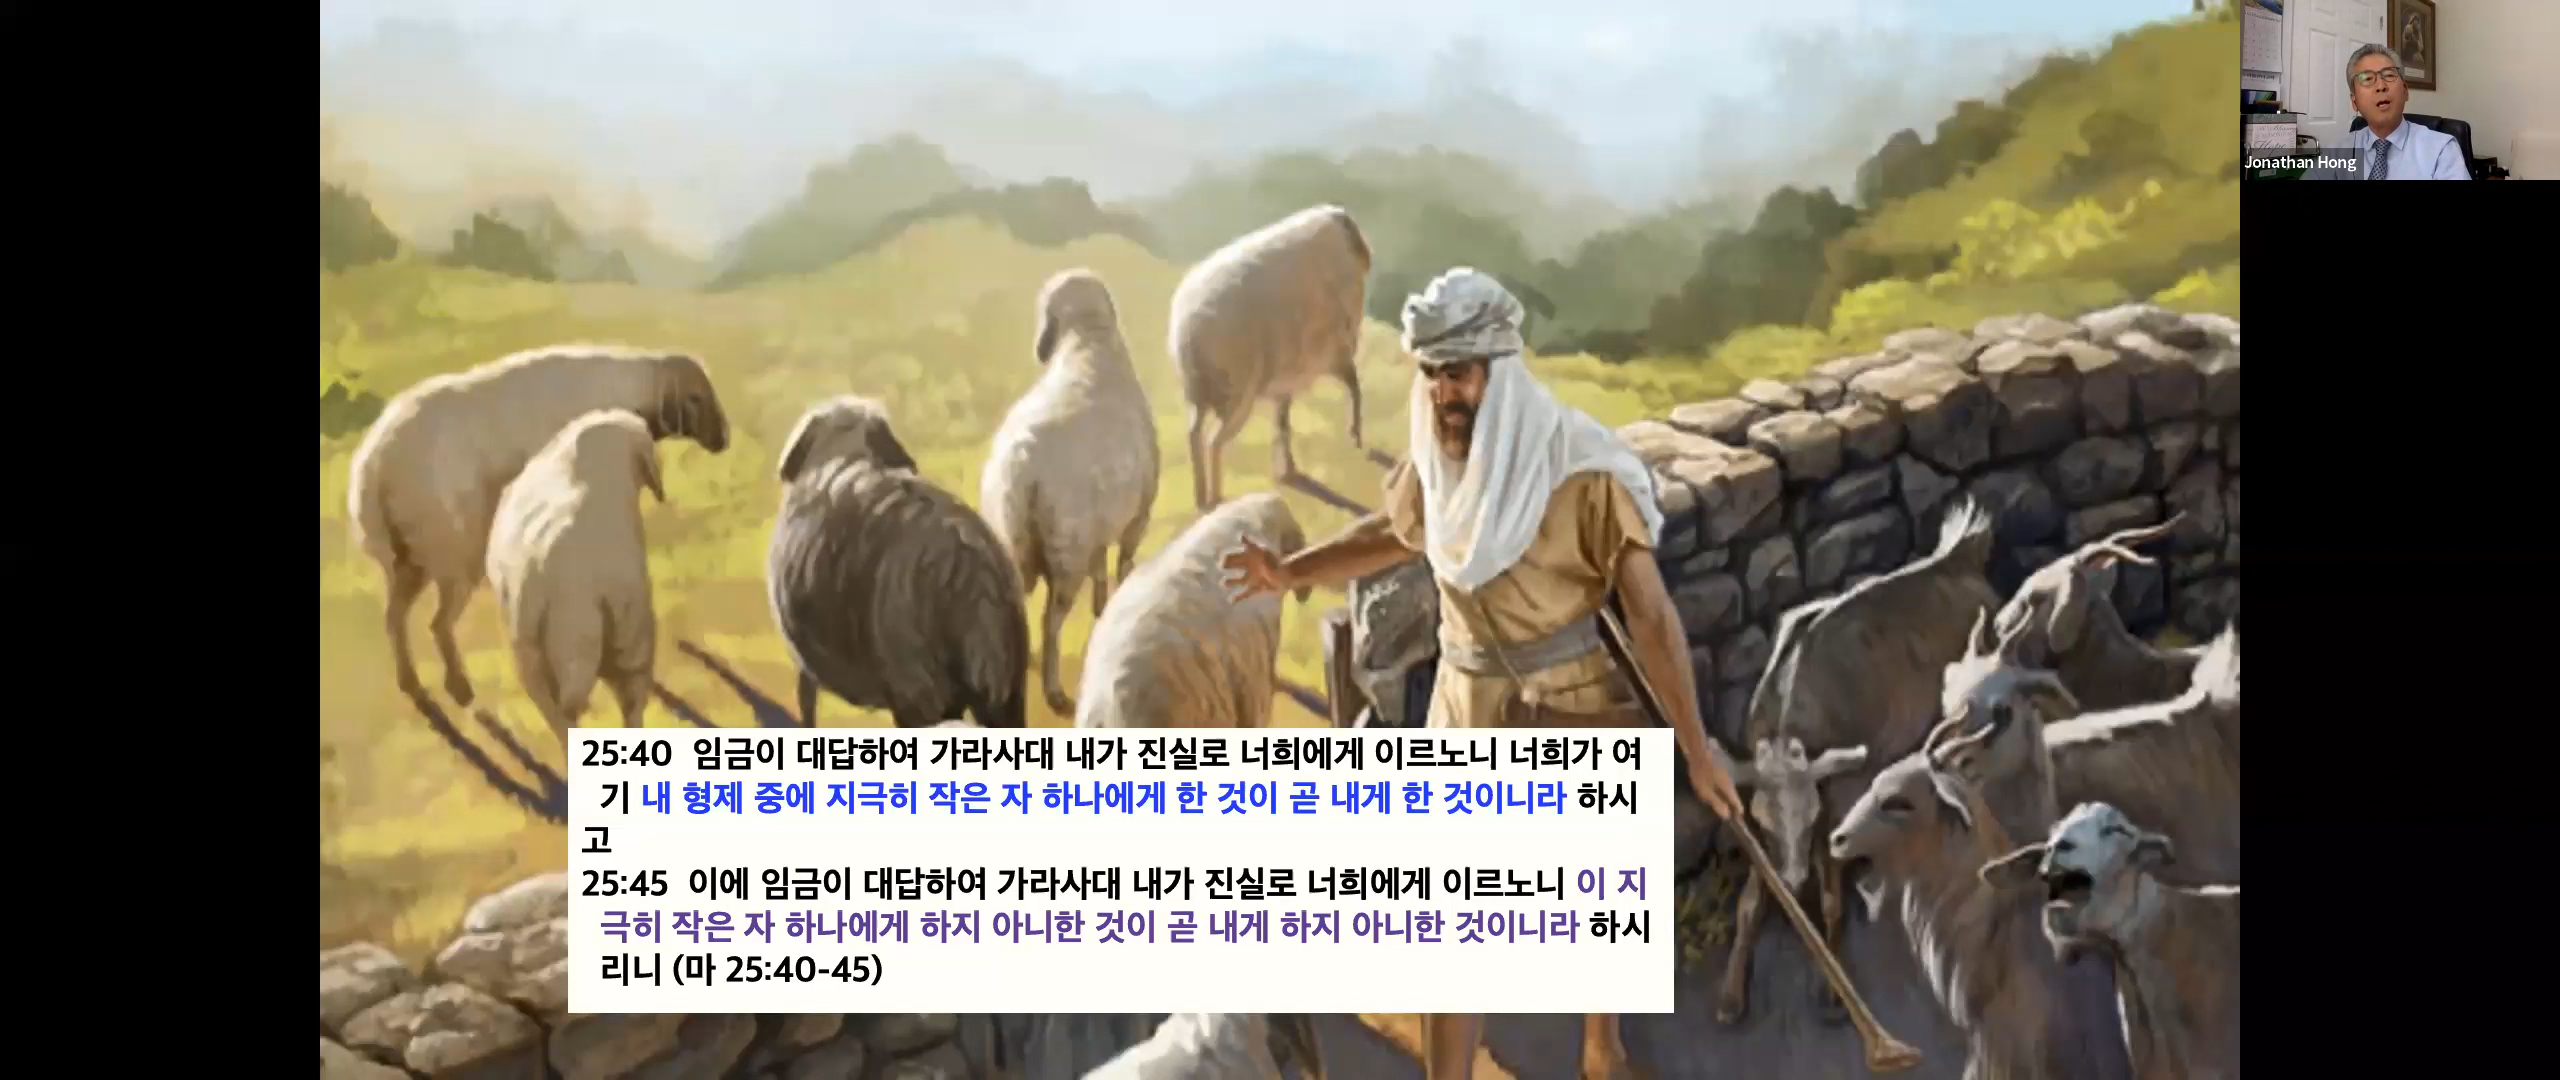 Jonathan Hong
25:40 임금이 대답하여 가라사대 내가 진실로 너희에게 이르노니 너희가 여
기 내 형제 중에 지극히 작은 자 하나에게 한 것이 곧 내게 한 것이니라 하시
고
25:45 이에 임금이 대답하여 가라사대 내가 진실로 너희에게 이르노니 이 지
극히 작은 자 하나에게 하지 아니한 것이 곧 내게 하지 아니한 것이니라 하시
리니 (마 25:40-45)